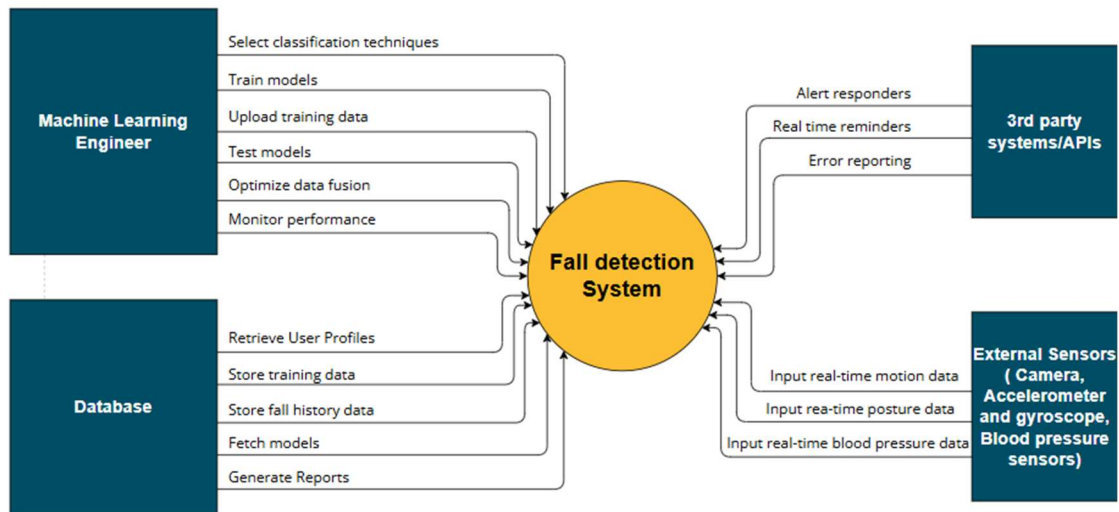 Machine Learning
Engineer
Select classification techniques
Train models
Upload training data
Test models
Optimize data fusion
Monitor performance
Alert responders
Real time reminders
Error reporting
3rd party
systems/APIs
Fall detection
System
Database
Retrieve User Profiles
Store training data
Store fall history data
Fetch models
Generate Reports
Input real-time motion data
Input rea-time posture data
Input real-time blood pressure data
External Sensors
( Camera,
Accelerometer
and gyroscope,
Blood pressure
sensors)